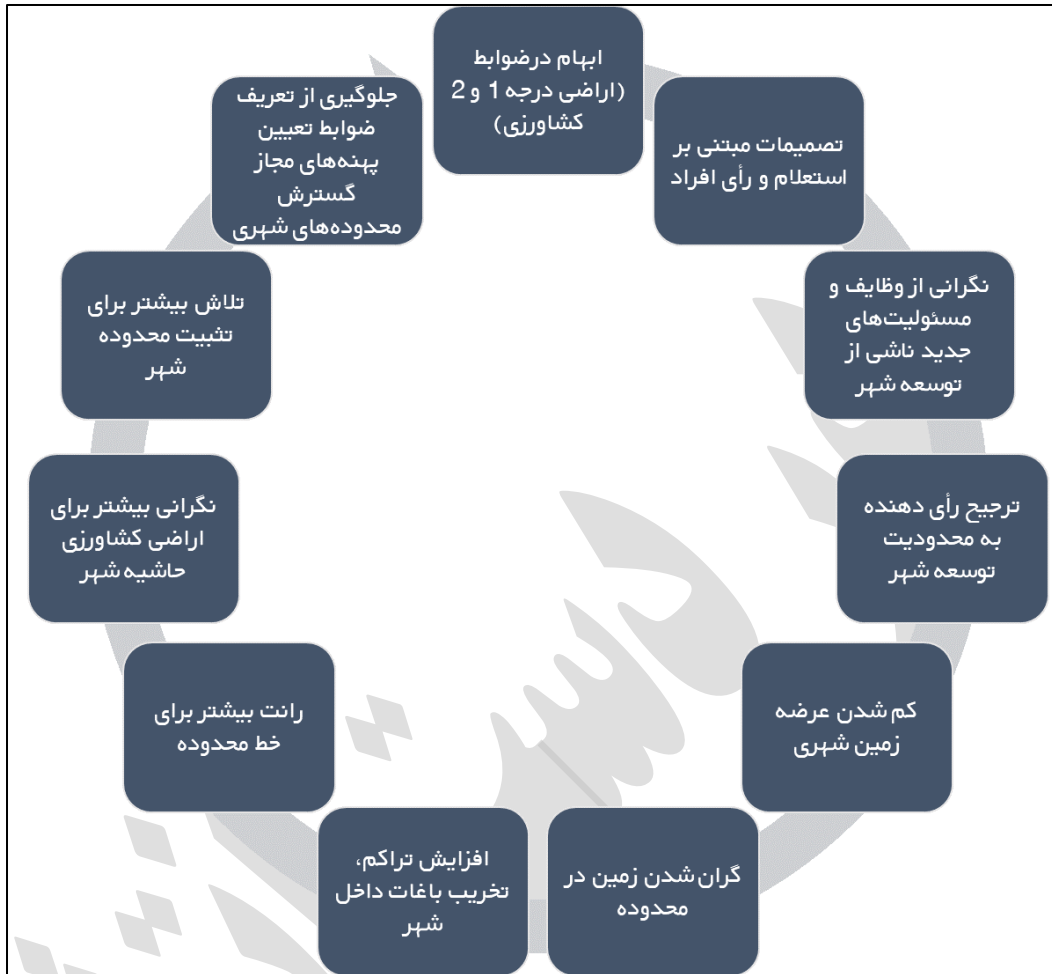 ابهام درضوابط
(اراضی درجه 1 و 2
کشاورزی)
تصمیمات مبتنی بر
استعلام و رأی افراد
نگرانی از وظایف و
مسئولیت‌های
جدید ناشی از
توسعه شهر
ترجیح رأی دهنده
به محدودیت
توسعه شهر
کم شدن عرضه
زمین شهری
گران شدن زمین در
محدوده
افزایش تراکم،
تخریب باغات داخل
شهر
رانت بیشتر برای
خط محدوده
نگرانی بیشتر برای
اراضی کشاورزی
حاشیه شهر
تلاش بیشتر برای
تثبیت محدوده
شهر
جلوگیری از تعریف
ضوابط تعیین
پهنه‌های مجاز
گسترش
محدوده‌های شهری